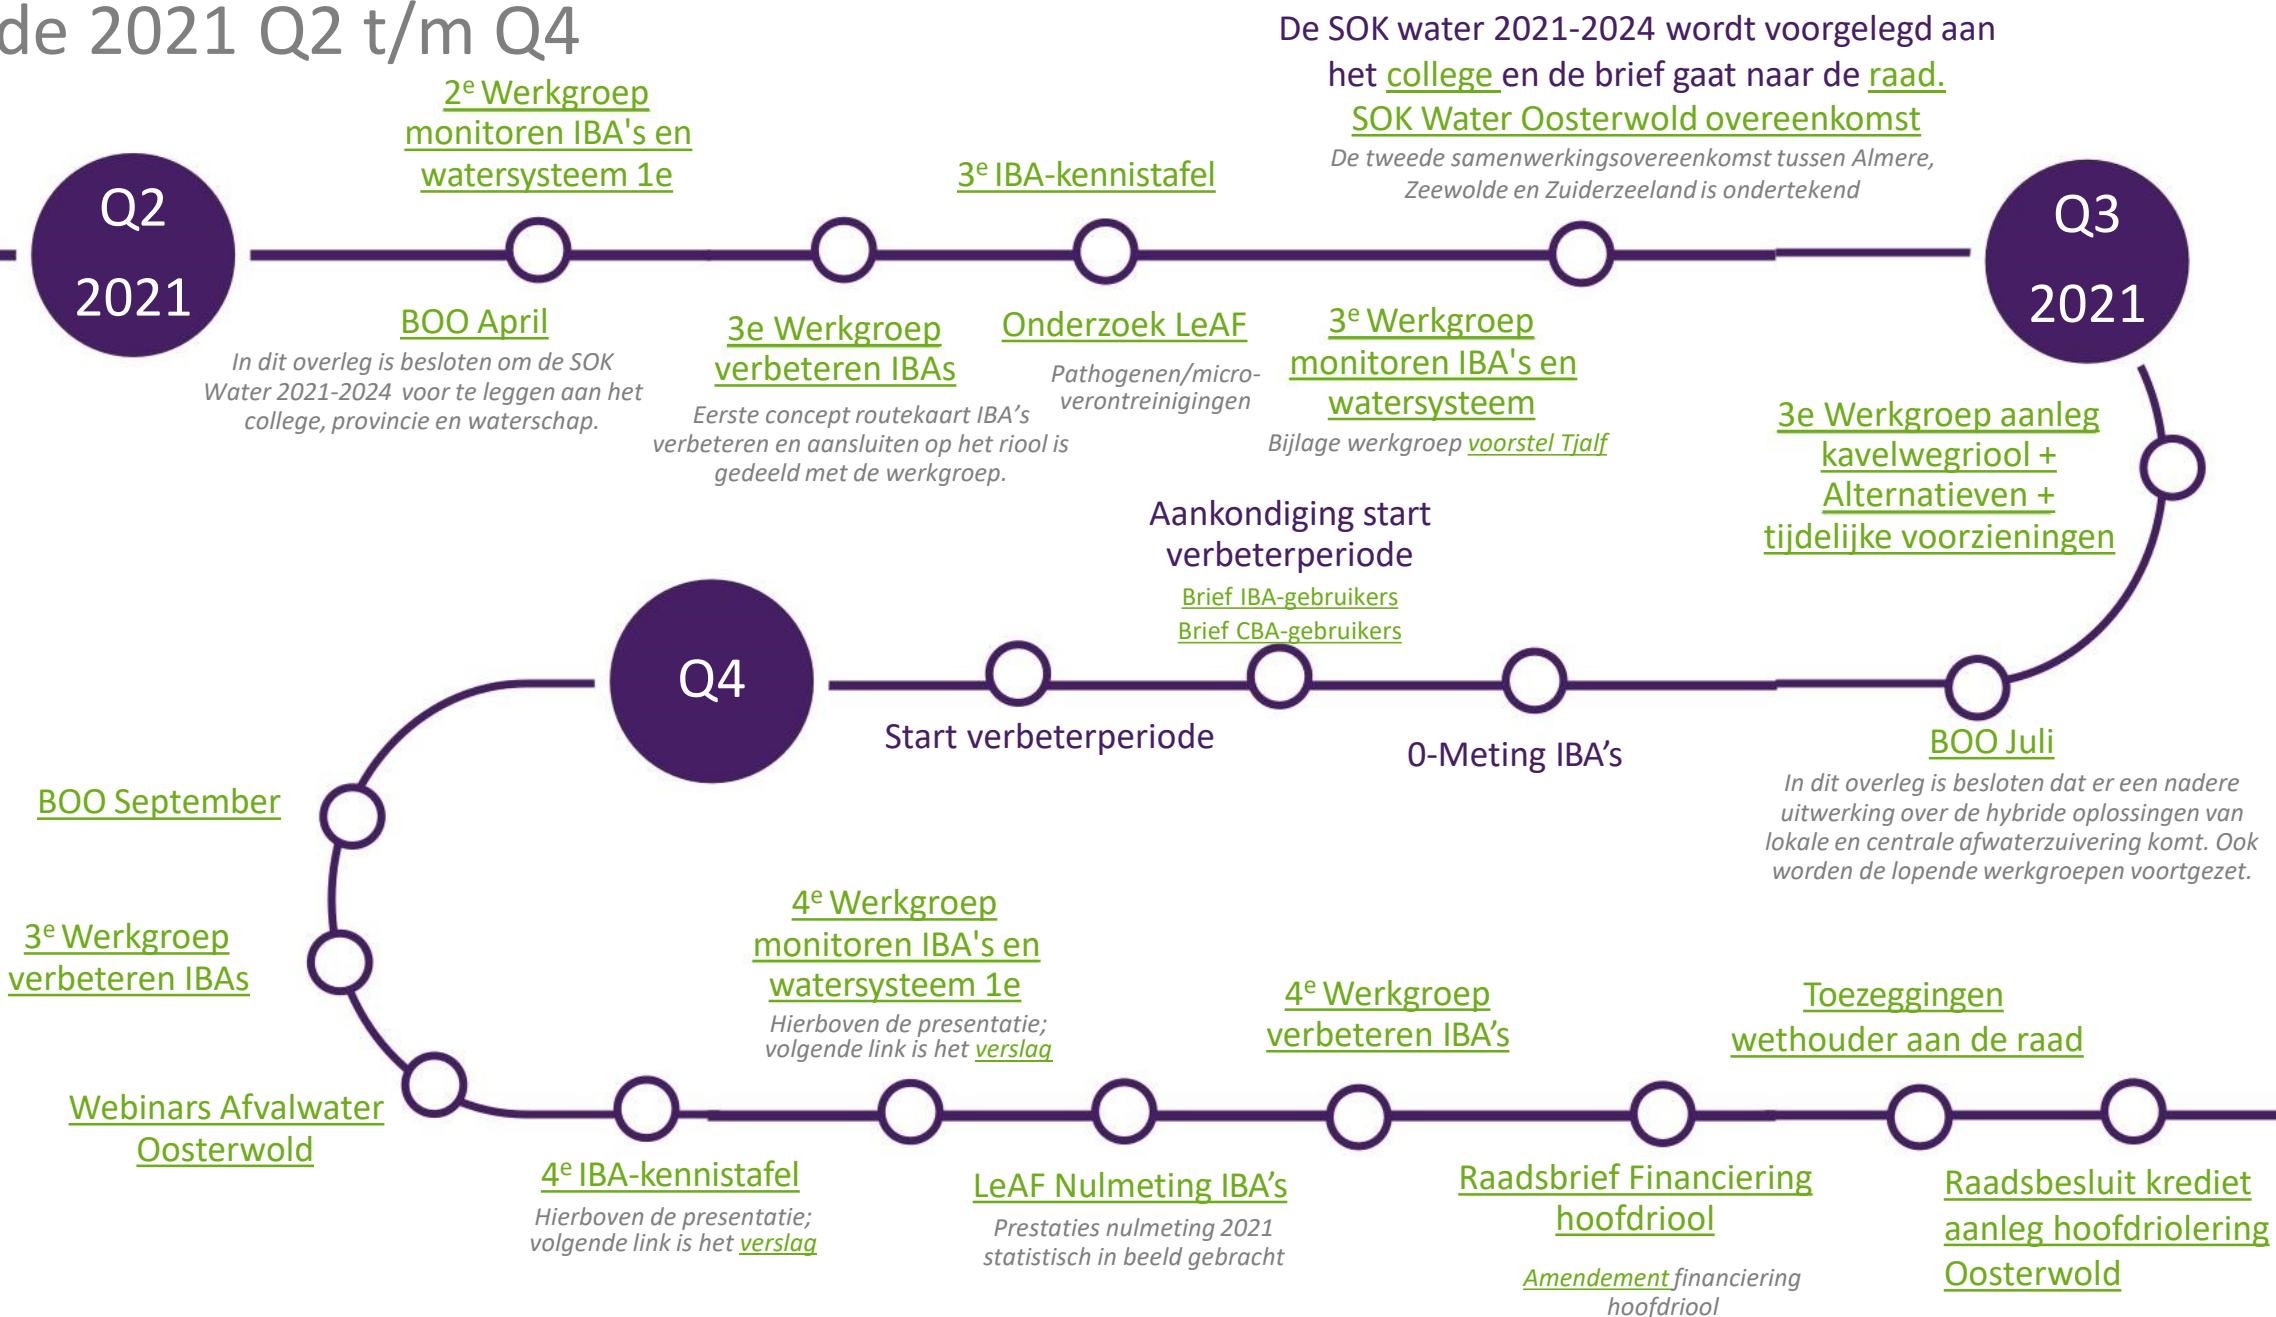 de 2021 Q2 t/m Q4
De SOK water 2021-2024 wordt voorgelegd aan
het college en de brief gaat naar de raad.
SOK Water Oosterwold overeenkomst
De tweede samenwerkingsovereenkomst tussen Almere,
Zeewolde en Zuiderzeeland is ondertekend
2e Werkgroep
monitoren IBA's en
watersysteem 1e
3e IBA-kennistafel
Q2
2021
Q3
2021
BOO April
In dit overleg is besloten om de SOK
Water 2021-2024 voor te leggen aan het
college, provincie en waterschap.
3e Werkgroep
verbeteren IBAs
Eerste concept routekaart IBA’s
verbeteren en aansluiten op het riool is
gedeeld met de werkgroep.
Onderzoek LeAF
Pathogenen/micro-
verontreinigingen
3e Werkgroep
monitoren IBA's en
watersysteem
Bijlage werkgroep voorstel Tjalf
3e Werkgroep aanleg
kavelwegriool +
Alternatieven +
tijdelijke voorzieningen
Aankondiging start
verbeterperiode
Brief IBA-gebruikers
Brief CBA-gebruikers
Q4
Start verbeterperiode
0-Meting IBA’s
BOO Juli
In dit overleg is besloten dat er een nadere
uitwerking over de hybride oplossingen van
lokale en centrale afwaterzuivering komt. Ook
worden de lopende werkgroepen voortgezet.
BOO September
3e Werkgroep
verbeteren IBAs
Webinars Afvalwater
Oosterwold
4e Werkgroep
monitoren IBA's en
watersysteem 1e
Hierboven de presentatie;
volgende link is het verslag
4e Werkgroep
verbeteren IBA’s
Toezeggingen
wethouder aan de raad
4e IBA-kennistafel
Hierboven de presentatie;
volgende link is het verslag
LeAF Nulmeting IBA’s
Prestaties nulmeting 2021
statistisch in beeld gebracht
Raadsbrief Financiering
hoofdriool
Amendement financiering
hoofdriool
Raadsbesluit krediet
aanleg hoofdriolering
Oosterwold